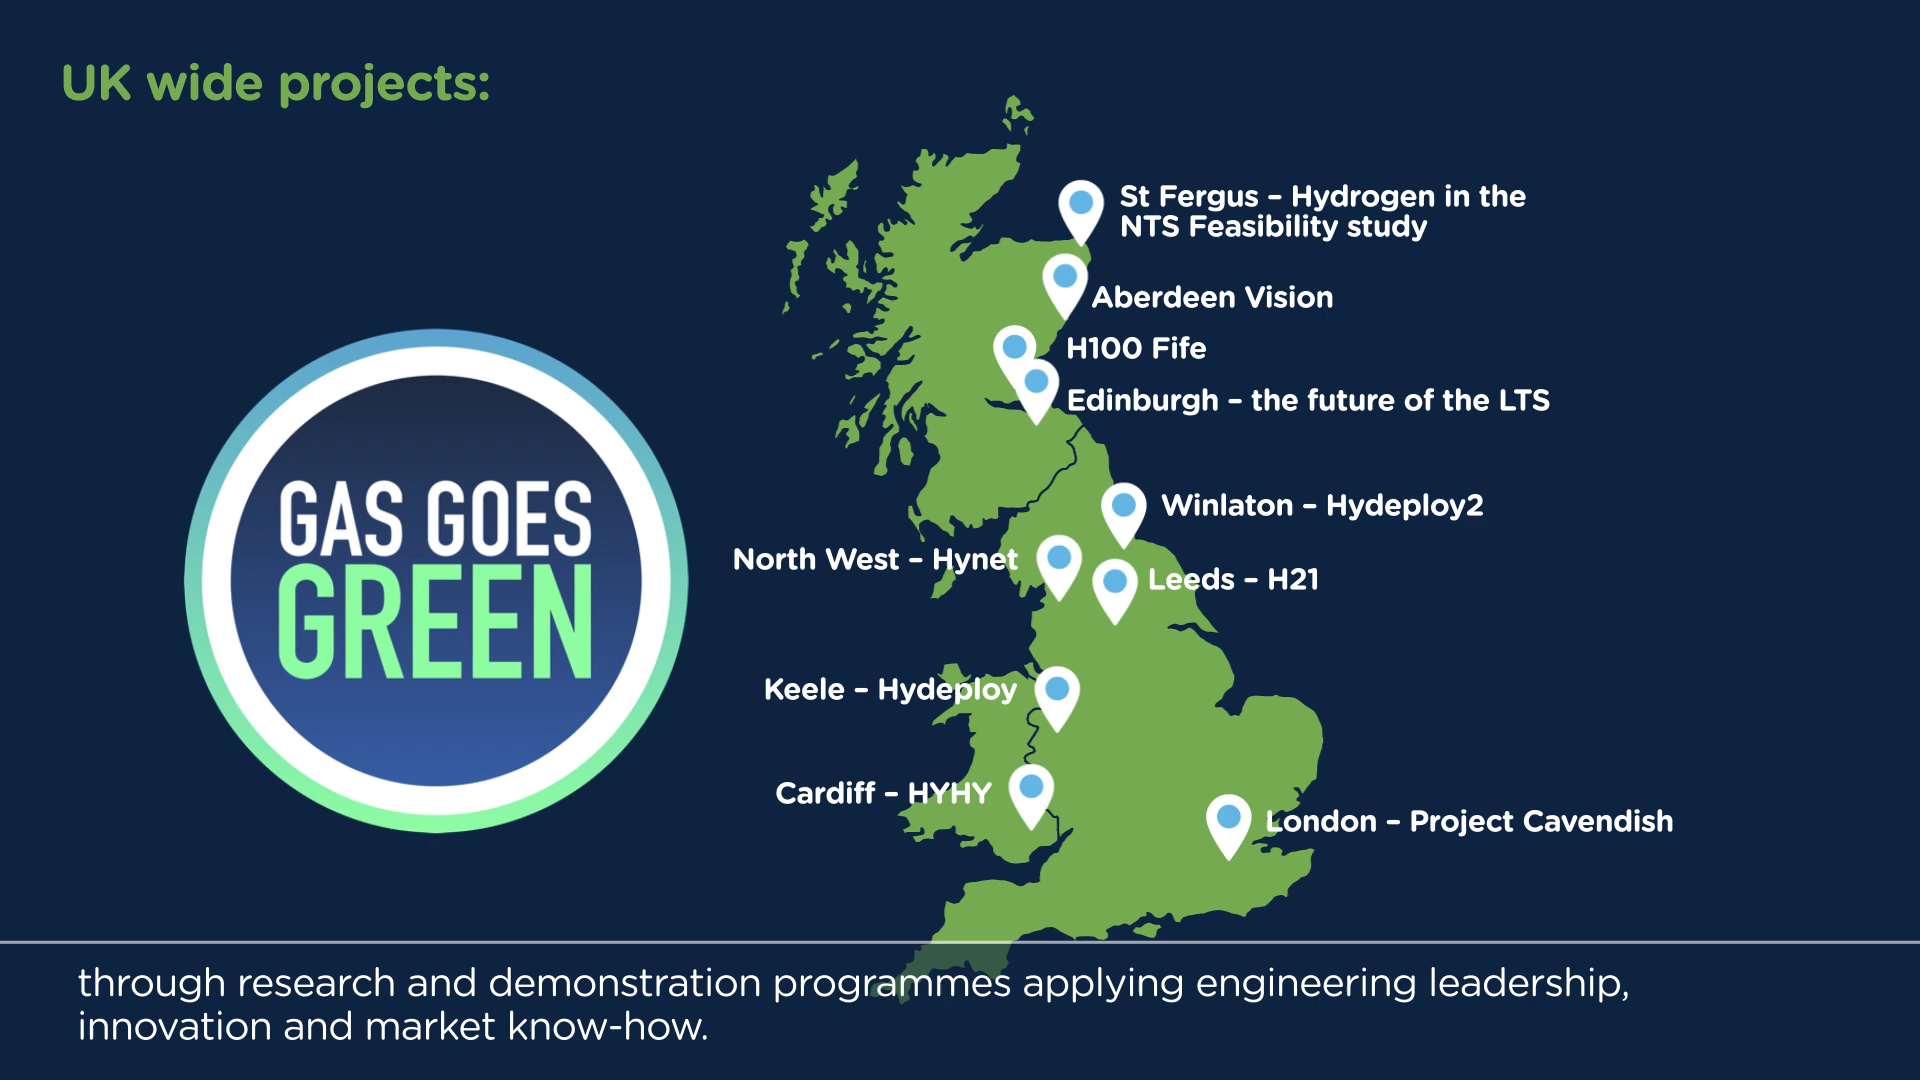 UK wide projects:
St Fergus – Hydrogen in the
NTS Feasibility study
Aberdeen Vision
H100 Fife
Edinburgh – the future of the LTS
GAS GOES
GREEN
Winlaton – Hydeploy2
North West – Hynet
Leeds – H21
Keele – Hydeploy
Cardiff – HYHY
London – Project Cavendish
through research and demonstration programmes applying engineering leadership,
innovation and market know-how.